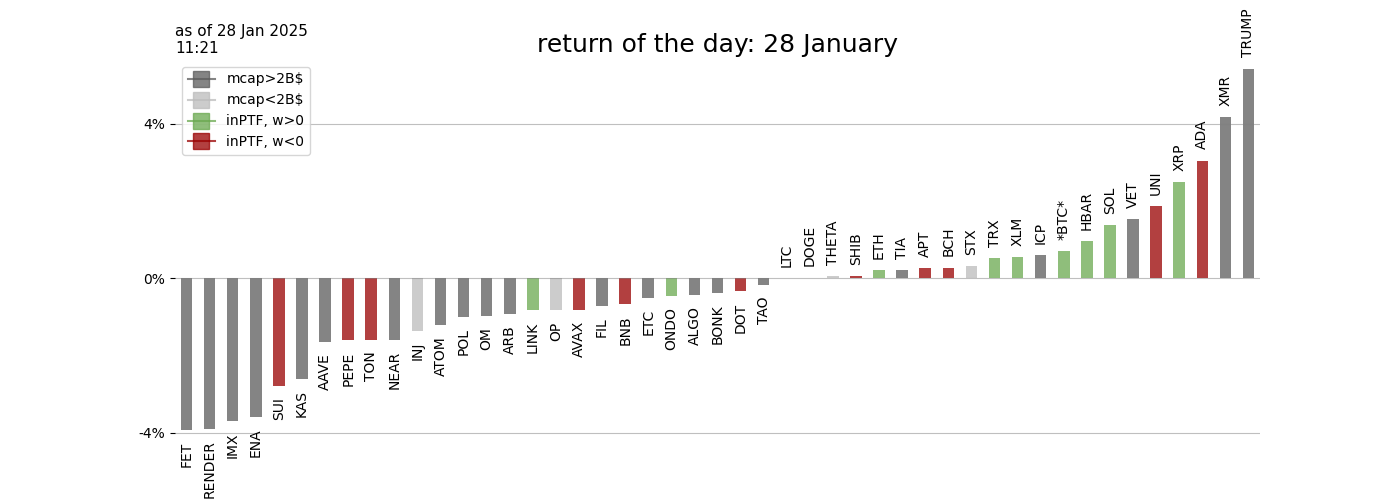 as of 28 Jan 2025
11:21
return of the day: 28 January
mcap>2B$
mcap<2B$
inPTF, w>0
inPTF, w<0
4%
0%
-4%
FET
RENDER
IMX
ENA
SUI
KAS
AAVE
PEPE
TON
NEAR
INJ
ATOM
POL
OM
ARB
LINK
OP
AVAX
FIL
BNB
ETC
ONDO
ALGO
BONK
DOT
TAO
LTC
DOGE
THETA
SHIB
ETH
TIA
APT
BCH
STX
TRX
XLM
ICP
*BTC*
HBAR
SOL
VET
UNI
XRP
ADA
XMR
TRUMP